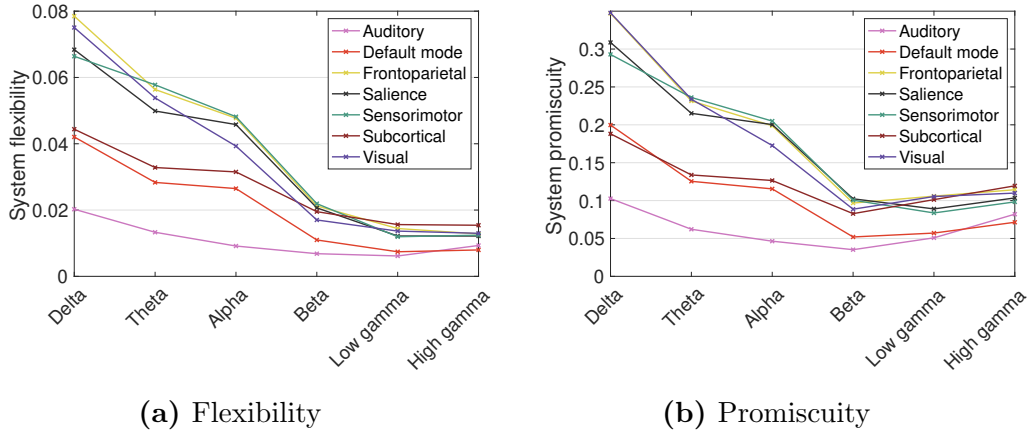 System flexibility
0.08
0.06
0.04
0.02
0
Delta
Theta
Alpha
Beta
Low gamma
High gamma
Auditory
Default mode
Frontoparietal
Salience
Sensorimotor
Subcortical
Visual
(a) Flexibility
System promiscuity
0.3
0.25
0.2
0.15
0.1
0.05
0
Delta
Theta
Alpha
Beta
Low gamma
High gamma
Auditory
Default mode
Frontoparietal
Salience
Sensorimotor
Subcortical
Visual
(b) Promiscuity